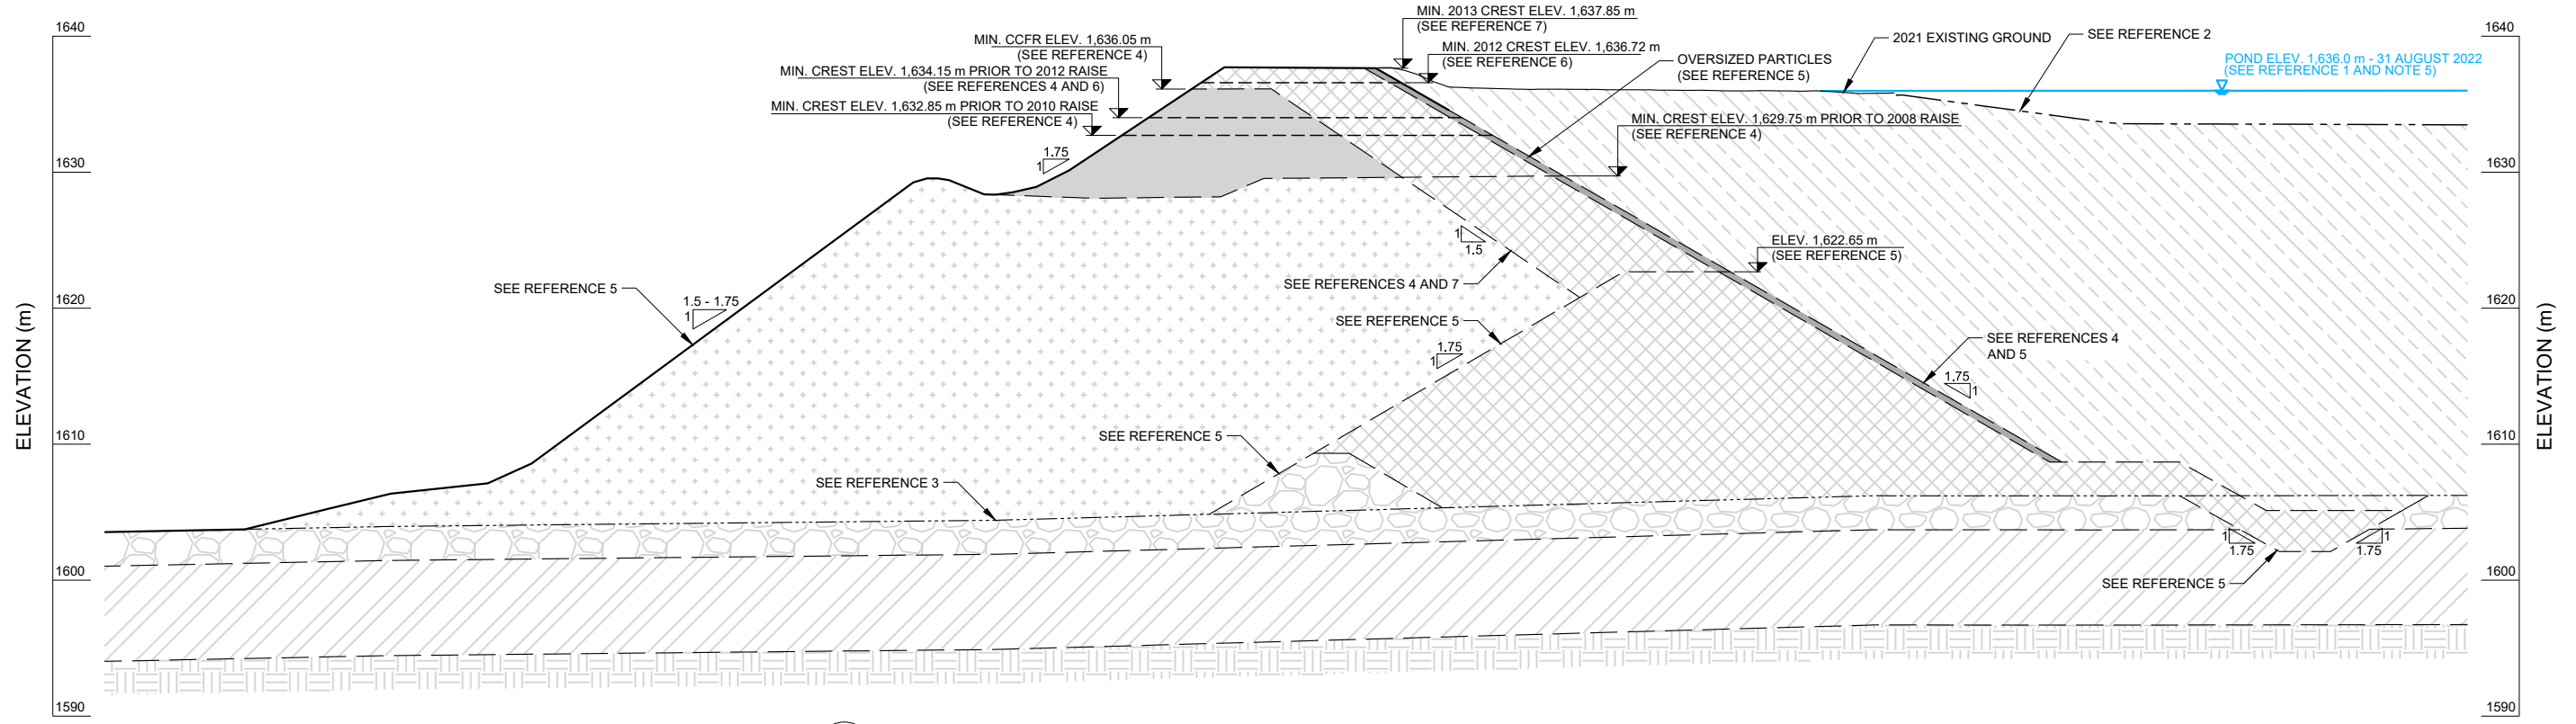 MIN. 2013 CREST ELEV. 1,637.85 m
(SEE REFERENCE 7)
MIN. CCFR ELEV. 1,636.05 m
(SEE REFERENCE 4)
MIN. 2012 CREST ELEV. 1,636.72 m
(SEE REFERENCE 6)
OVERSIZED PARTICLES
(SEE REFERENCE 5)
2021 EXISTING GROUND
SEE REFERENCE 2
POND ELEV. 1,636.0 m - 31 AUGUST 2022
(SEE REFERENCE 1 AND NOTE 5)
MIN. CREST ELEV. 1,634.15 m PRIOR TO 2012 RAISE
(SEE REFERENCES 4 AND 6)
MIN. CREST ELEV. 1,632.85 m PRIOR TO 2010 RAISE
(SEE REFERENCE 4)
MIN. CREST ELEV. 1,629.75 m PRIOR TO 2008 RAISE
(SEE REFERENCE 4)
1.75
1
1
1.5
ELEV. 1,622.65 m
(SEE REFERENCE 5)
SEE REFERENCE 5
1.5 - 1.75
1
SEE REFERENCES 4 AND 7
SEE REFERENCE 5
1.75
1
SEE REFERENCES 4
AND 5
1.75
1
SEE REFERENCE 5
SEE REFERENCE 3
1
1.75
1
1.75
SEE REFERENCE 5
ELEVATION (m)
1640
1630
1620
1610
1600
1590
ELEVATION (m)
1640
1630
1620
1610
1600
1590